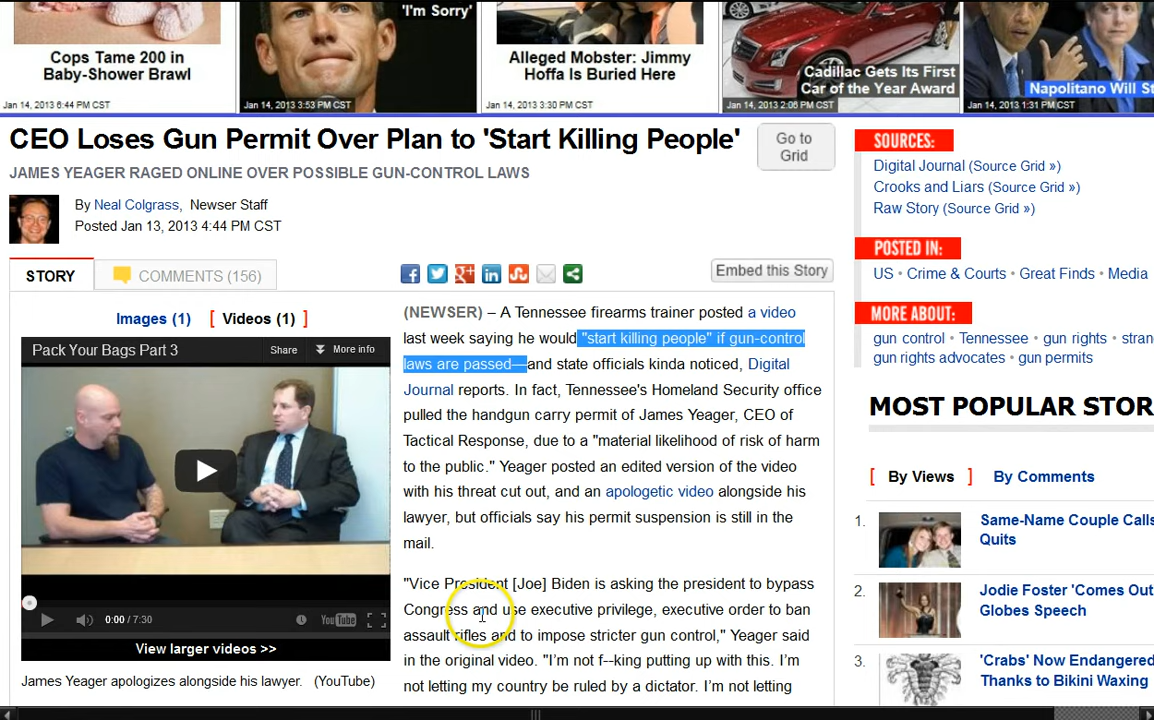 'I'm Sorry'
Cops Tame 200 in
Baby-Shower Brawl
Alleged Mobster: Jimmy
Hoffa Is Buried Here
Cadillac Gets Its First
Car of the Year Award
Napolitano Will St
Jan 14, 2013 6:44 PM CST
Jan 14, 2013 3:53 PM CST
Jan 14, 2013 3:30 PM CST
Jan 14, 2013 2:06 PM CST
Jan 14, 2013 1:31 PM CST
CEO Loses Gun Permit Over Plan to 'Start Killing People'
Go to
Grid
JAMES YEAGER RAGED ONLINE OVER POSSIBLE GUN-CONTROL LAWS
By Neal Colgrass, Newser Staff
Posted Jan 13, 2013 4:44 PM CST
STORY
COMMENTS (156)
Embed this Story
Images (1) [ Videos (1) ]
Pack Your Bags Part 3
Share
More info
0:00 / 7:30
YouTube
View larger videos >>
James Yeager apologizes alongside his lawyer. (YouTube)
(NEWSER) – A Tennessee firearms trainer posted a video
last week saying he would "start killing people" if gun-control
laws are passed—and state officials kinda noticed, Digital
Journal reports. In fact, Tennessee's Homeland Security office
pulled the handgun carry permit of James Yeager, CEO of
Tactical Response, due to a "material likelihood of risk of harm
to the public." Yeager posted an edited version of the video
with his threat cut out, and an apologetic video alongside his
lawyer, but officials say his permit suspension is still in the
mail.
"Vice President [Joe] Biden is asking the president to bypass
Congress and use executive privilege, executive order to ban
assault rifles and to impose stricter gun control," Yeager said
in the original video. "I'm not f--king putting up with this. I'm
not letting my country be ruled by a dictator. I'm not letting
SOURCES:
Digital Journal (Source Grid »)
Crooks and Liars (Source Grid »)
Raw Story (Source Grid »)
POSTED IN:
US • Crime & Courts • Great Finds • Media
MORE ABOUT:
gun control • Tennessee • gun rights • stran
gun rights advocates • gun permits
MOST POPULAR STOR
[ By Views ] By Comments
1.
Same-Name Couple Calls
Quits
2.
Jodie Foster 'Comes Out
Globes Speech
3.
'Crabs' Now Endangered
Thanks to Bikini Waxing